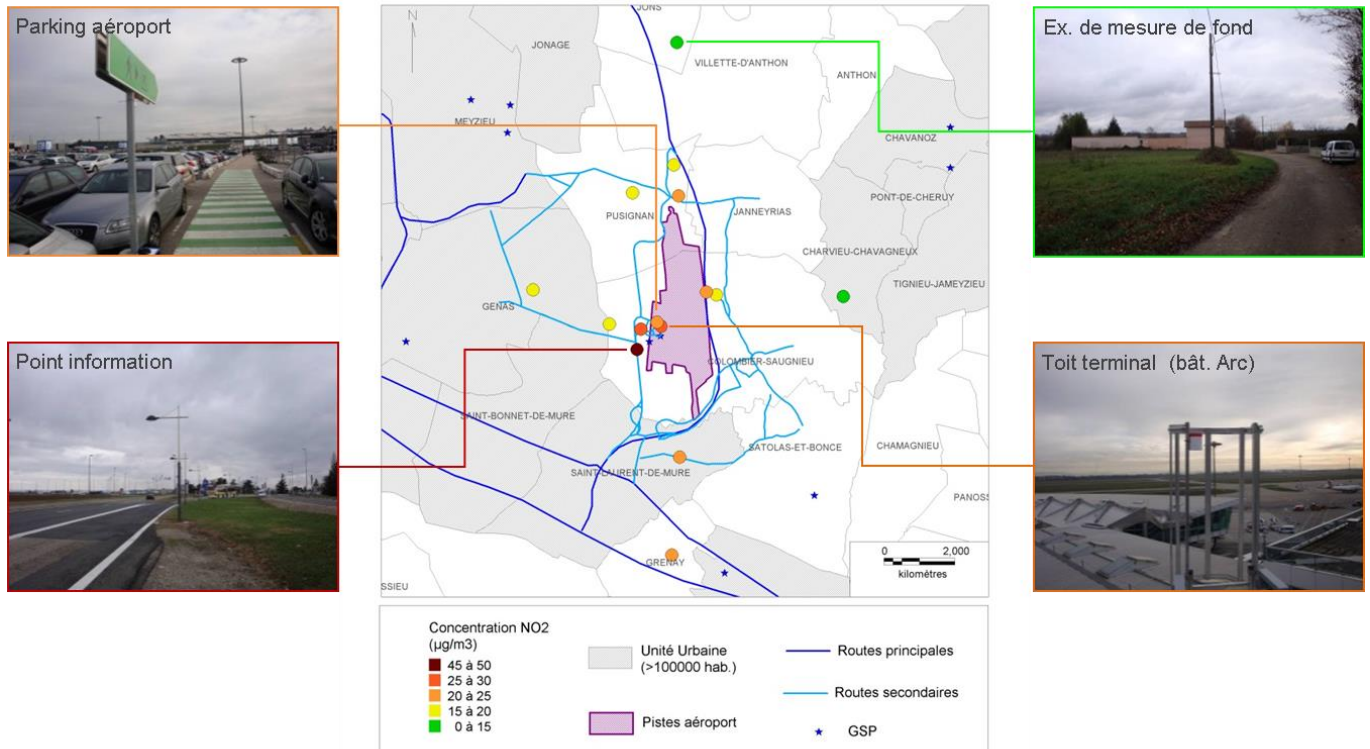 Parking aéroport
Ex. de mesure de fond
Point information
Toit terminal (bât. Arc)
N
JONS
JONAGE
VILLETTE-D'ANTHON
ANTHON
MEYZIEU
CHAVANOZ
PONT-DE-CHERUY
PUSIGNAN
JANNEYRIAS
CHARVIEU-CHAVAGNEUX
TIGNIEU-JAMEYZIEU
GENAS
COLOMBIER-SAUGNIEU
SAINT-BONNET-DE-MURE
SATOLAS-ET-BONCE
CHAMAGNIEU
SAINT-LAURENT-DE-MURE
PANOSS
GRENAY
SSIEU
0 2,000
kilomètres
Concentration NO2
(µg/m3)
45 à 50
25 à 30
20 à 25
15 à 20
0 à 15
Unité Urbaine
(>100000 hab.)
Pistes aéroport
Routes principales
Routes secondaires
GSP